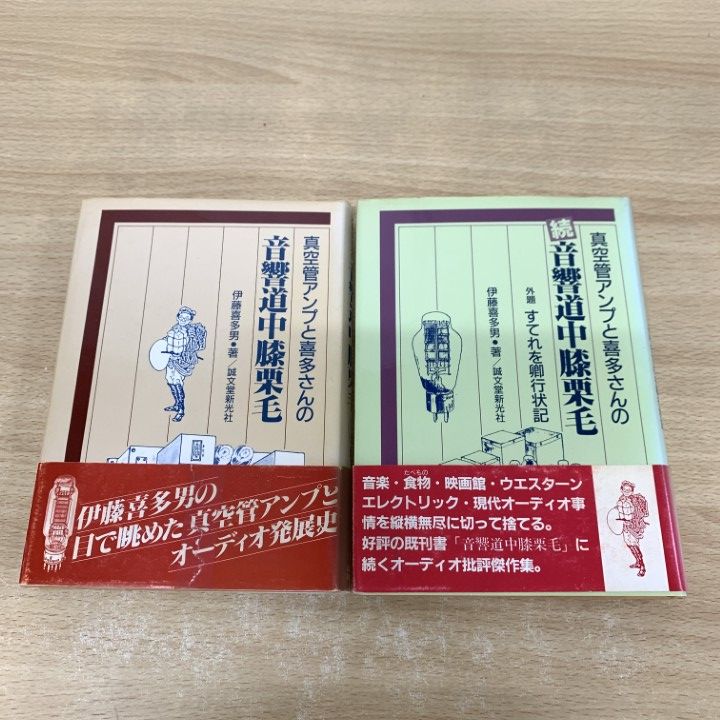 真空管アンプと喜多さんの
音響道中膝栗毛
伊藤喜多男●著/誠文堂新光社
伊藤喜多男の
目で眺めた真空管アンプと
オーディオ発展史
真空管アンプと喜多さんの
続
音響道中膝栗毛
外題 すてれを卿行状記
伊藤喜多男●著/誠文堂新光社
たべもの
音楽・食物・映画館・ウエスターン
エレクトリック・現代オーディオ事
情を縦横無尽に切って捨てる。
好評の既刊書「音響道中膝栗毛」に
続くオーディオ批評傑作集。